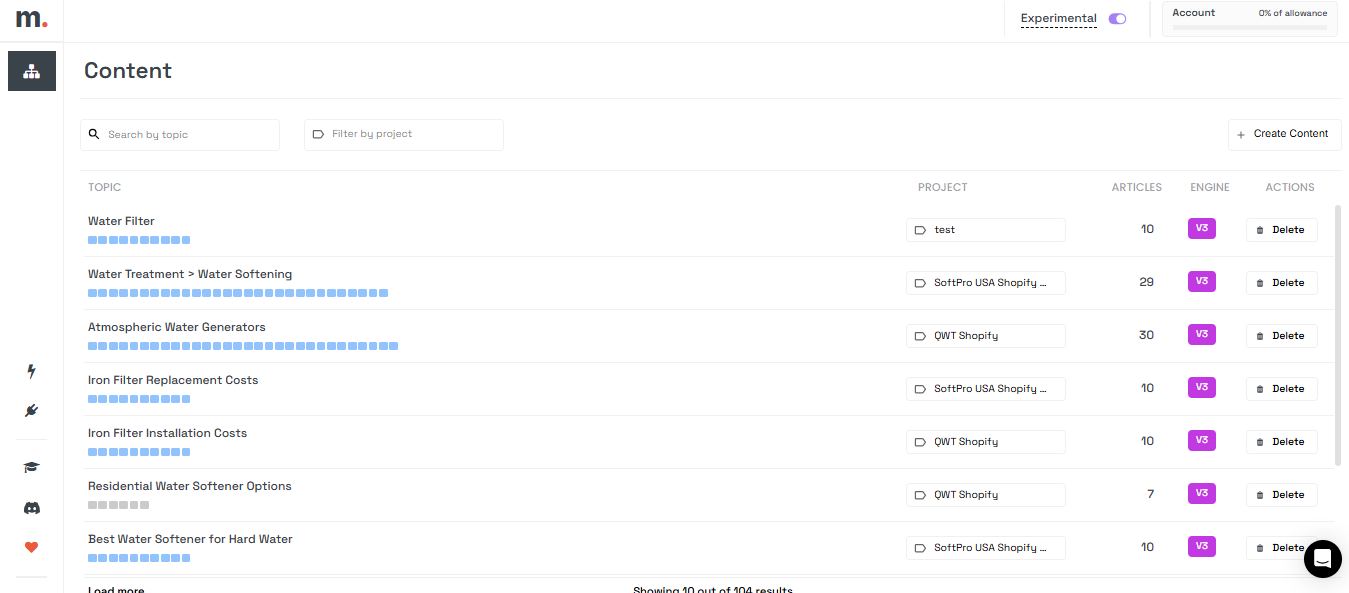 m.
Experimental
Account 0% of allowance
Content
Search by topic Filter by project + Create Content
TOPIC PROJECT ARTICLES ENGINE ACTIONS
Water Filter test 10 V3 Delete
Water Treatment > Water Softening SoftPro USA Shopify ... 29 V3 Delete
Atmospheric Water Generators QWT Shopify 30 V3 Delete
Iron Filter Replacement Costs SoftPro USA Shopify ... 10 V3 Delete
Iron Filter Installation Costs QWT Shopify 10 V3 Delete
Residential Water Softener Options QWT Shopify 7 V3 Delete
Best Water Softener for Hard Water SoftPro USA Shopify ... 10 V3 Delete
Load more Showing 10 out of 104 results